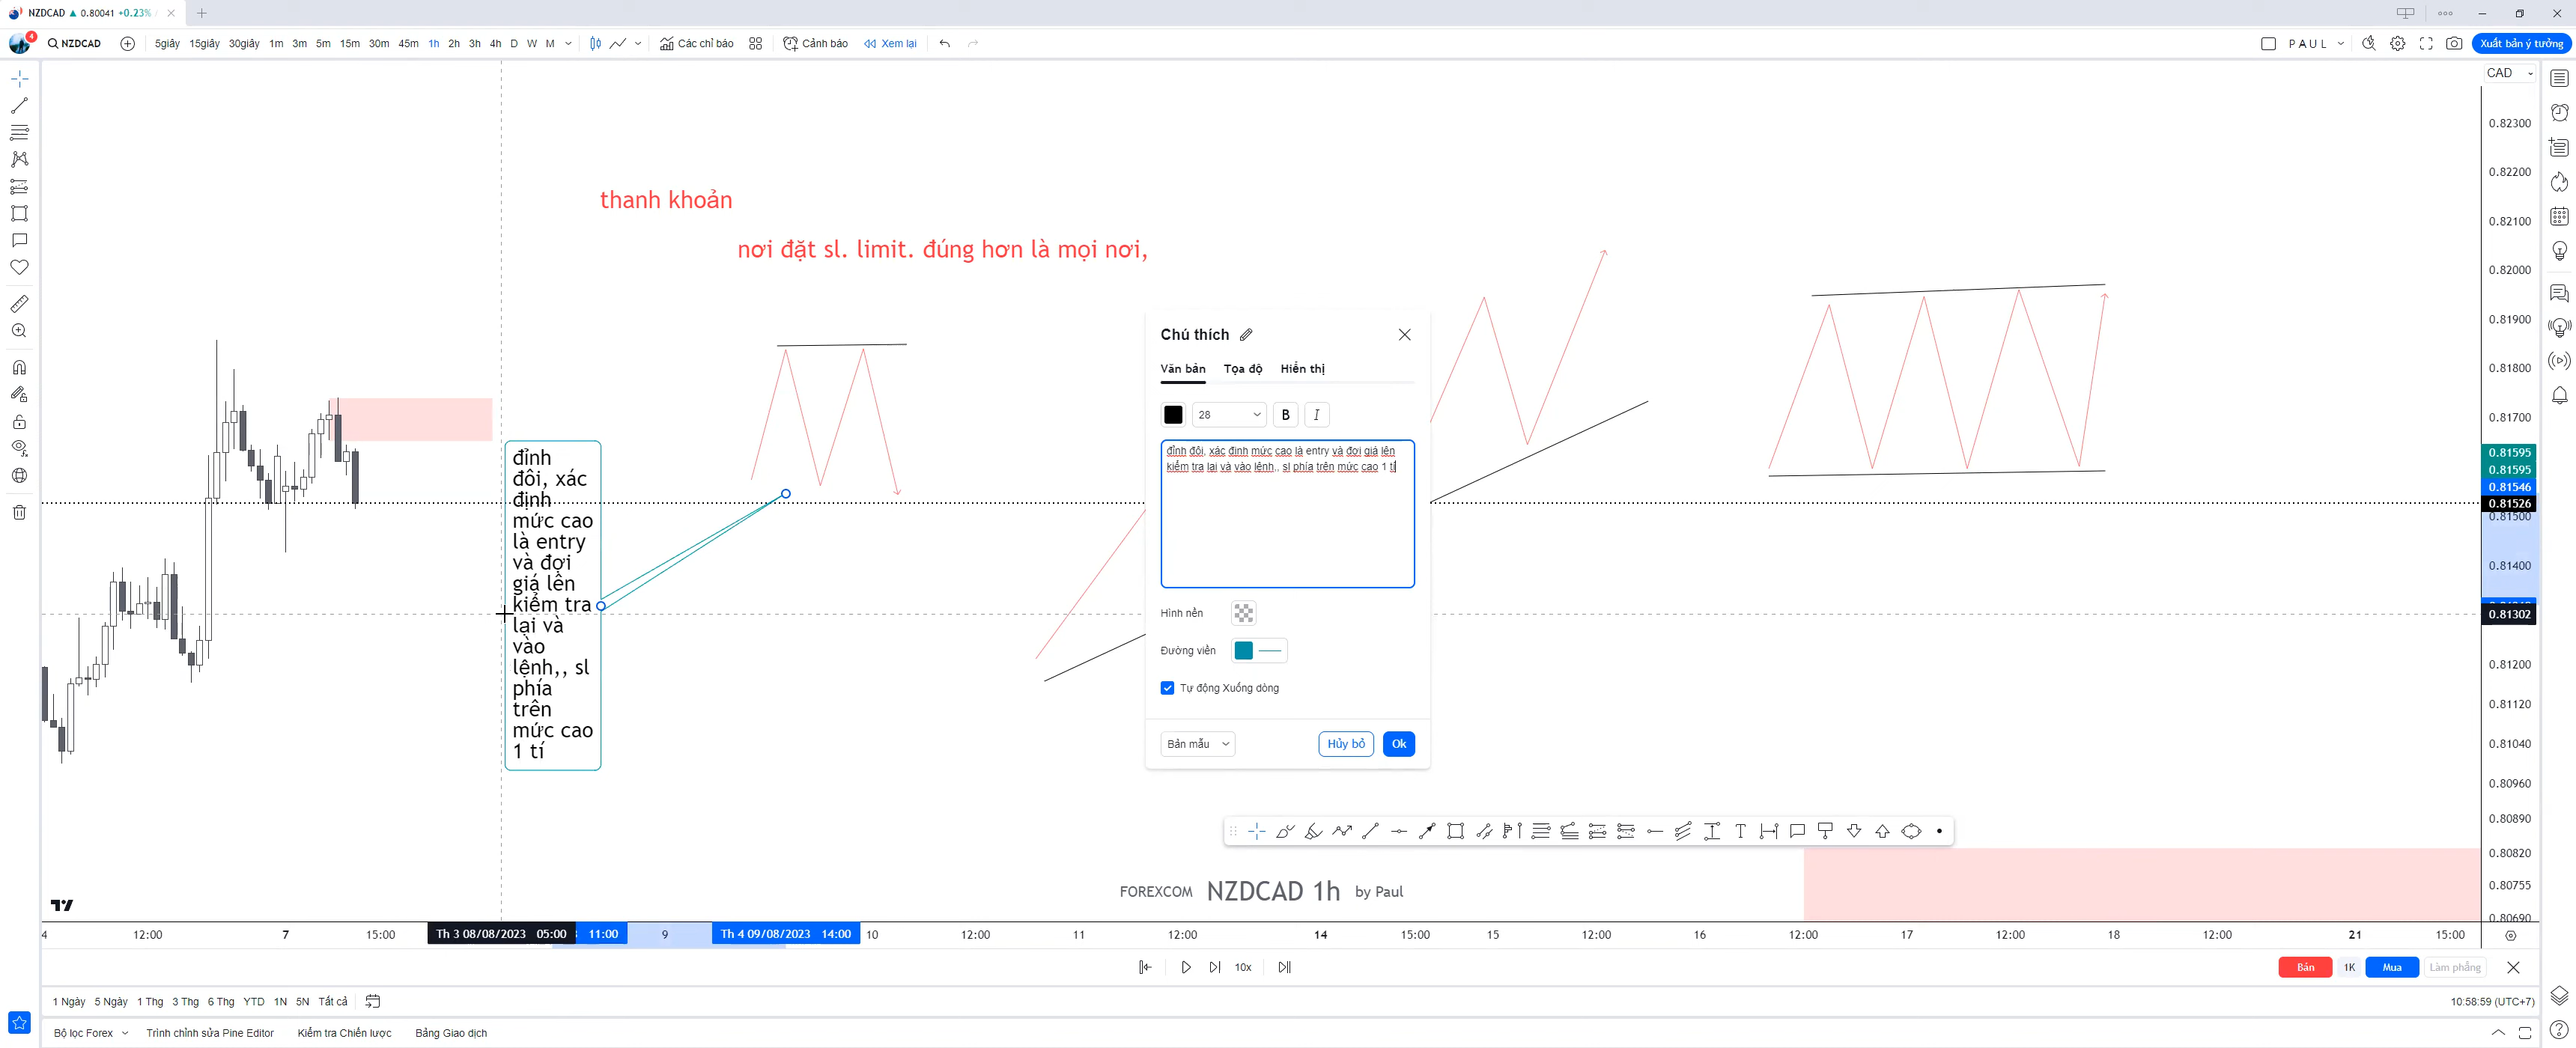 NZDCAD ▲ 0.80041 +0.23%
4
NZDCAD
5giây 15giây 30giây 1m 3m 5m 15m 30m 45m 1h 2h 3h 4h D W M
Các chỉ báo
Cảnh báo
Xem lại
PAUL
Xuất bản ý tưởng
CAD
thanh khoản
nơi đặt sl. limit. đúng hơn là mọi nơi,
đỉnh
đôi, xác
định
mức cao
là entry
và đợi
giá lên
kiểm tra
lại và
vào
lệnh,, sl
phía
trên
mức cao
1 tí
Chú thích
Văn bản Tọa độ Hiển thị
28 B I
đỉnh đôi, xác định mức cao là entry và đợi giá lên
kiểm tra lại và vào lệnh,, sl phía trên mức cao 1 tí
Hình nền
Đường viền
Tự động Xuống dòng
Bản mẫu
Hủy bỏ
Ok
0.82300
0.82200
0.82100
0.82000
0.81900
0.81800
0.81700
0.81595
0.81595
0.81546
0.81526
0.81500
0.81400
0.81302
0.81200
0.81120
0.81040
0.80960
0.80890
0.80820
0.80755
0.80690
FOREXCOM NZDCAD 1h by Paul
4 12:00 7 15:00 Th 3 08/08/2023 05:00 11:00 9 Th 4 09/08/2023 14:00 10 12:00 11 12:00 14 15:00 15 12:00 16 12:00 17 12:00 18 12:00 21 15:00
10x
Bán 1K Mua Làm phẳng
1 Ngày 5 Ngày 1 Thg 3 Thg 6 Thg YTD 1N 5N Tất cả
10:58:59 (UTC+7)
Bộ lọc Forex Trình chỉnh sửa Pine Editor Kiểm tra Chiến lược Bảng Giao dịch